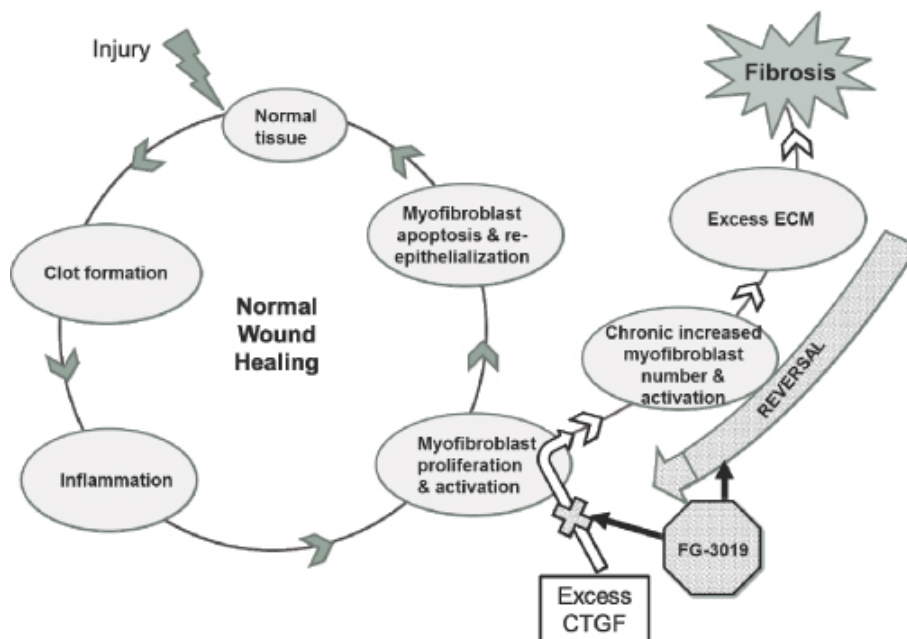 Injury
Normal
tissue
Clot formation
Inflammation
Normal
Wound
Healing
Myofibroblast
apoptosis & re-
epithelialization
Myofibroblast
proliferation
& activation
Fibrosis
Excess ECM
Chronic increased
myofibroblast
number &
activation
REVERSAL
FG-3019
Excess
CTGF